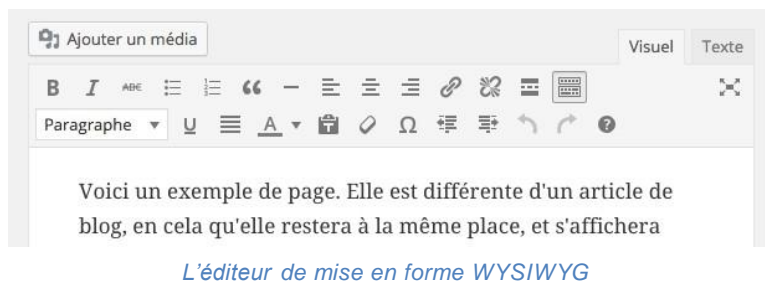 Ajouter un média
Visuel Texte
B I ABC
Paragraphe U A Ω
Voici un exemple de page. Elle est différente d'un article de
blog, en cela qu'elle restera à la même place, et s'affichera
L'éditeur de mise en forme WYSIWYG